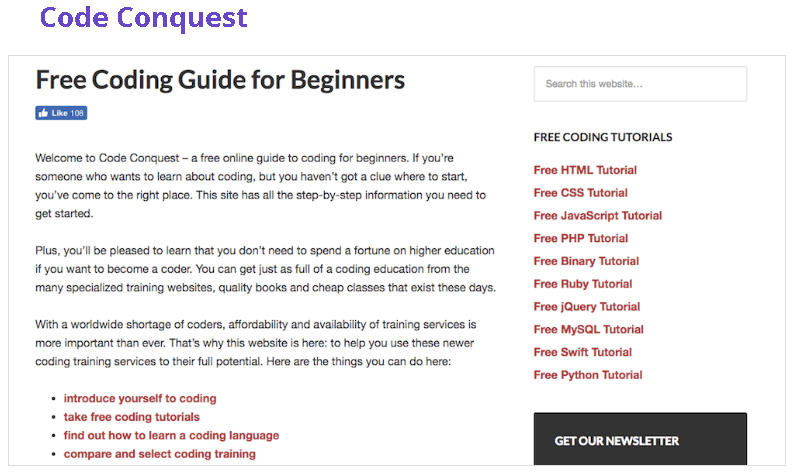 Code Conquest
Free Coding Guide for Beginners
Like 108
Welcome to Code Conquest – a free online guide to coding for beginners. If you're
someone who wants to learn about coding, but you haven't got a clue where to start,
you've come to the right place. This site has all the step-by-step information you need to
get started.
Plus, you'll be pleased to learn that you don't need to spend a fortune on higher education
if you want to become a coder. You can get just as full of a coding education from the
many specialized training websites, quality books and cheap classes that exist these days.
With a worldwide shortage of coders, affordability and availability of training services is
more important than ever. That's why this website is here: to help you use these newer
coding training services to their full potential. Here are the things you can do here:
• introduce yourself to coding
• take free coding tutorials
• find out how to learn a coding language
• compare and select coding training
Search this website...
FREE CODING TUTORIALS
Free HTML Tutorial
Free CSS Tutorial
Free JavaScript Tutorial
Free PHP Tutorial
Free Binary Tutorial
Free Ruby Tutorial
Free jQuery Tutorial
Free MySQL Tutorial
Free Swift Tutorial
Free Python Tutorial
GET OUR NEWSLETTER